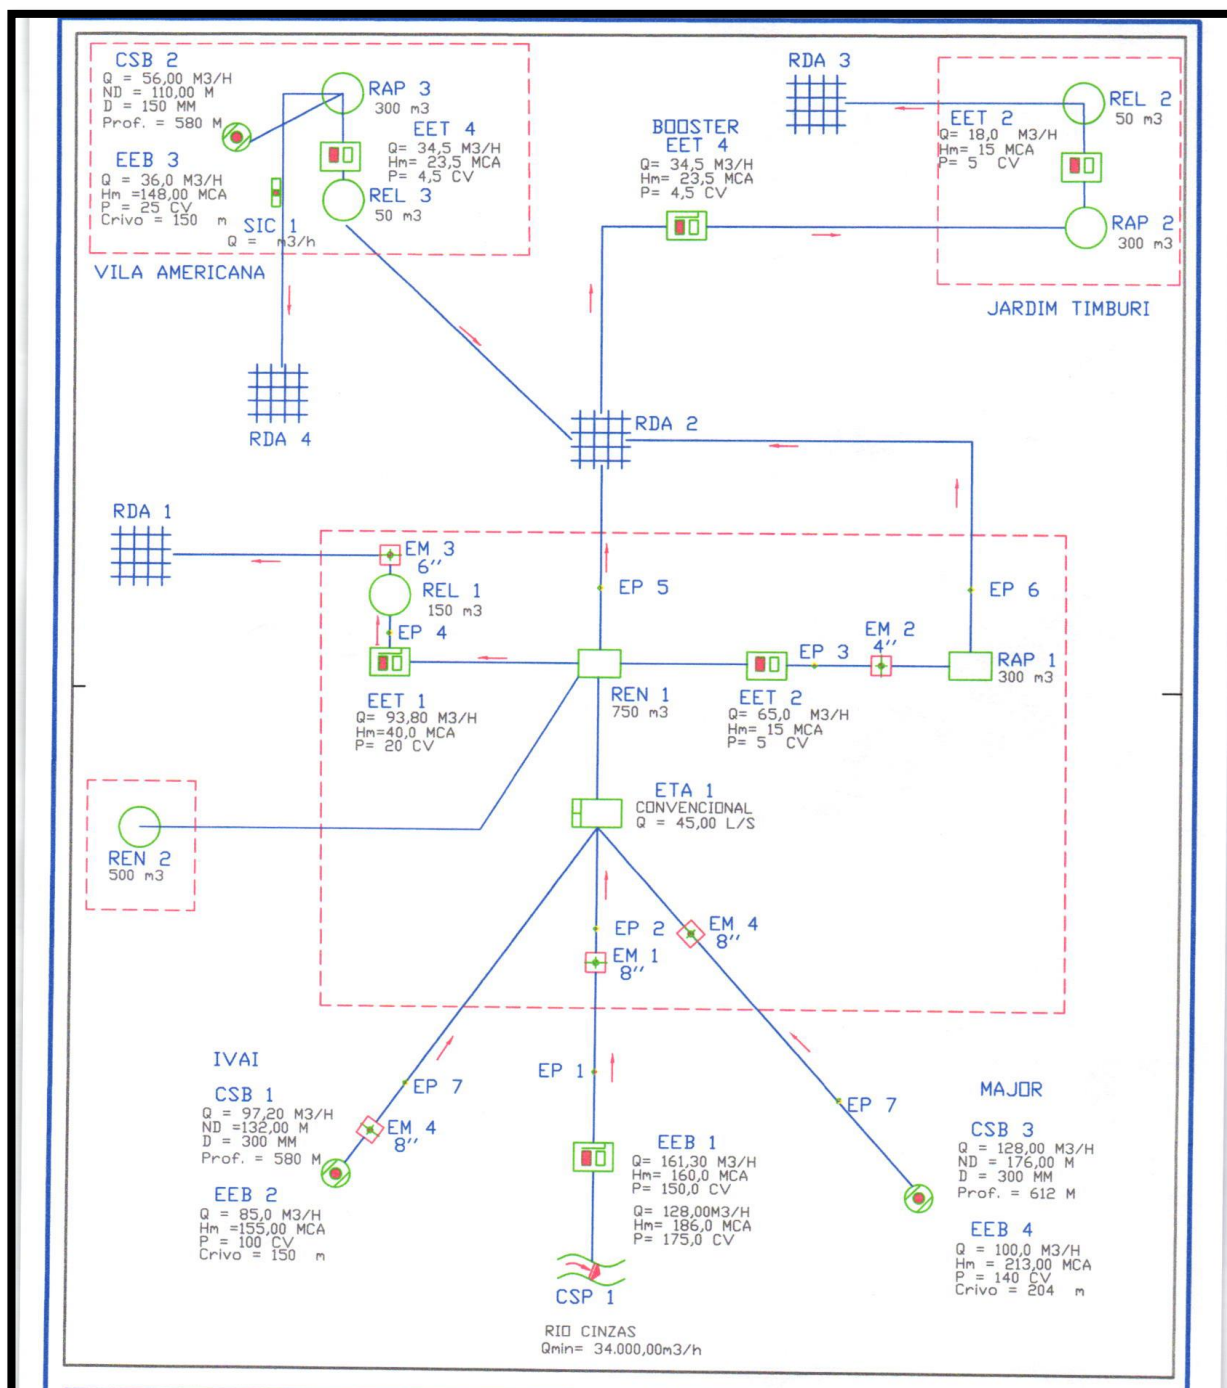 CSB 2
Q = 56,00 M3/H
ND = 110,00 M
D = 150 MM
Prof. = 580 M
EEB 3
Q = 36,0 M3/H
Hm =148,00 MCA
P = 25 CV
Crivo = 150 m
RAP 3
300 m3
EET 4
Q= 34,5 M3/H
Hm= 23,5 MCA
P= 4,5 CV
REL 3
50 m3
SIC 1
Q = m3/h
VILA AMERICANA
RDA 4
BOOSTER
EET 4
Q= 34,5 M3/H
Hm= 23,5 MCA
P= 4,5 CV
RDA 3
REL 2
50 m3
EET 2
Q= 18,0 M3/H
Hm= 15 MCA
P= 5 CV
RAP 2
300 m3
JARDIM TIMBURI
RDA 2
RDA 1
EM 3
6''
REL 1
150 m3
EP 4
EET 1
Q= 93,80 M3/H
Hm=40,0 MCA
P= 20 CV
EP 5
REN 1
750 m3
EP 3
EM 2
4''
EET 2
Q= 65,0 M3/H
Hm= 15 MCA
P= 5 CV
EP 6
RAP 1
300 m3
ETA 1
CONVENCIONAL
Q = 45,00 L/S
REN 2
500 m3
EP 2
EM 1
8''
EM 4
8''
IVAI
CSB 1
Q = 97,20 M3/H
ND =132,00 M
D = 300 MM
Prof. = 580 M
EEB 2
Q = 85,0 M3/H
Hm =155,00 MCA
P = 100 CV
Crivo = 150 m
EP 7
EM 4
8''
EP 1
EEB 1
Q= 161,30 M3/H
Hm= 160,0 MCA
P= 150,0 CV
Q= 128,00M3/H
Hm= 186,0 MCA
P= 175,0 CV
CSP 1
RIO CINZAS
Qmin= 34.000,00m3/h
EP 7
MAJOR
CSB 3
Q = 128,00 M3/H
ND = 176,00 M
D = 300 MM
Prof. = 612 M
EEB 4
Q = 100,0 M3/H
Hm = 213,00 MCA
P = 140 CV
Crivo = 204 m